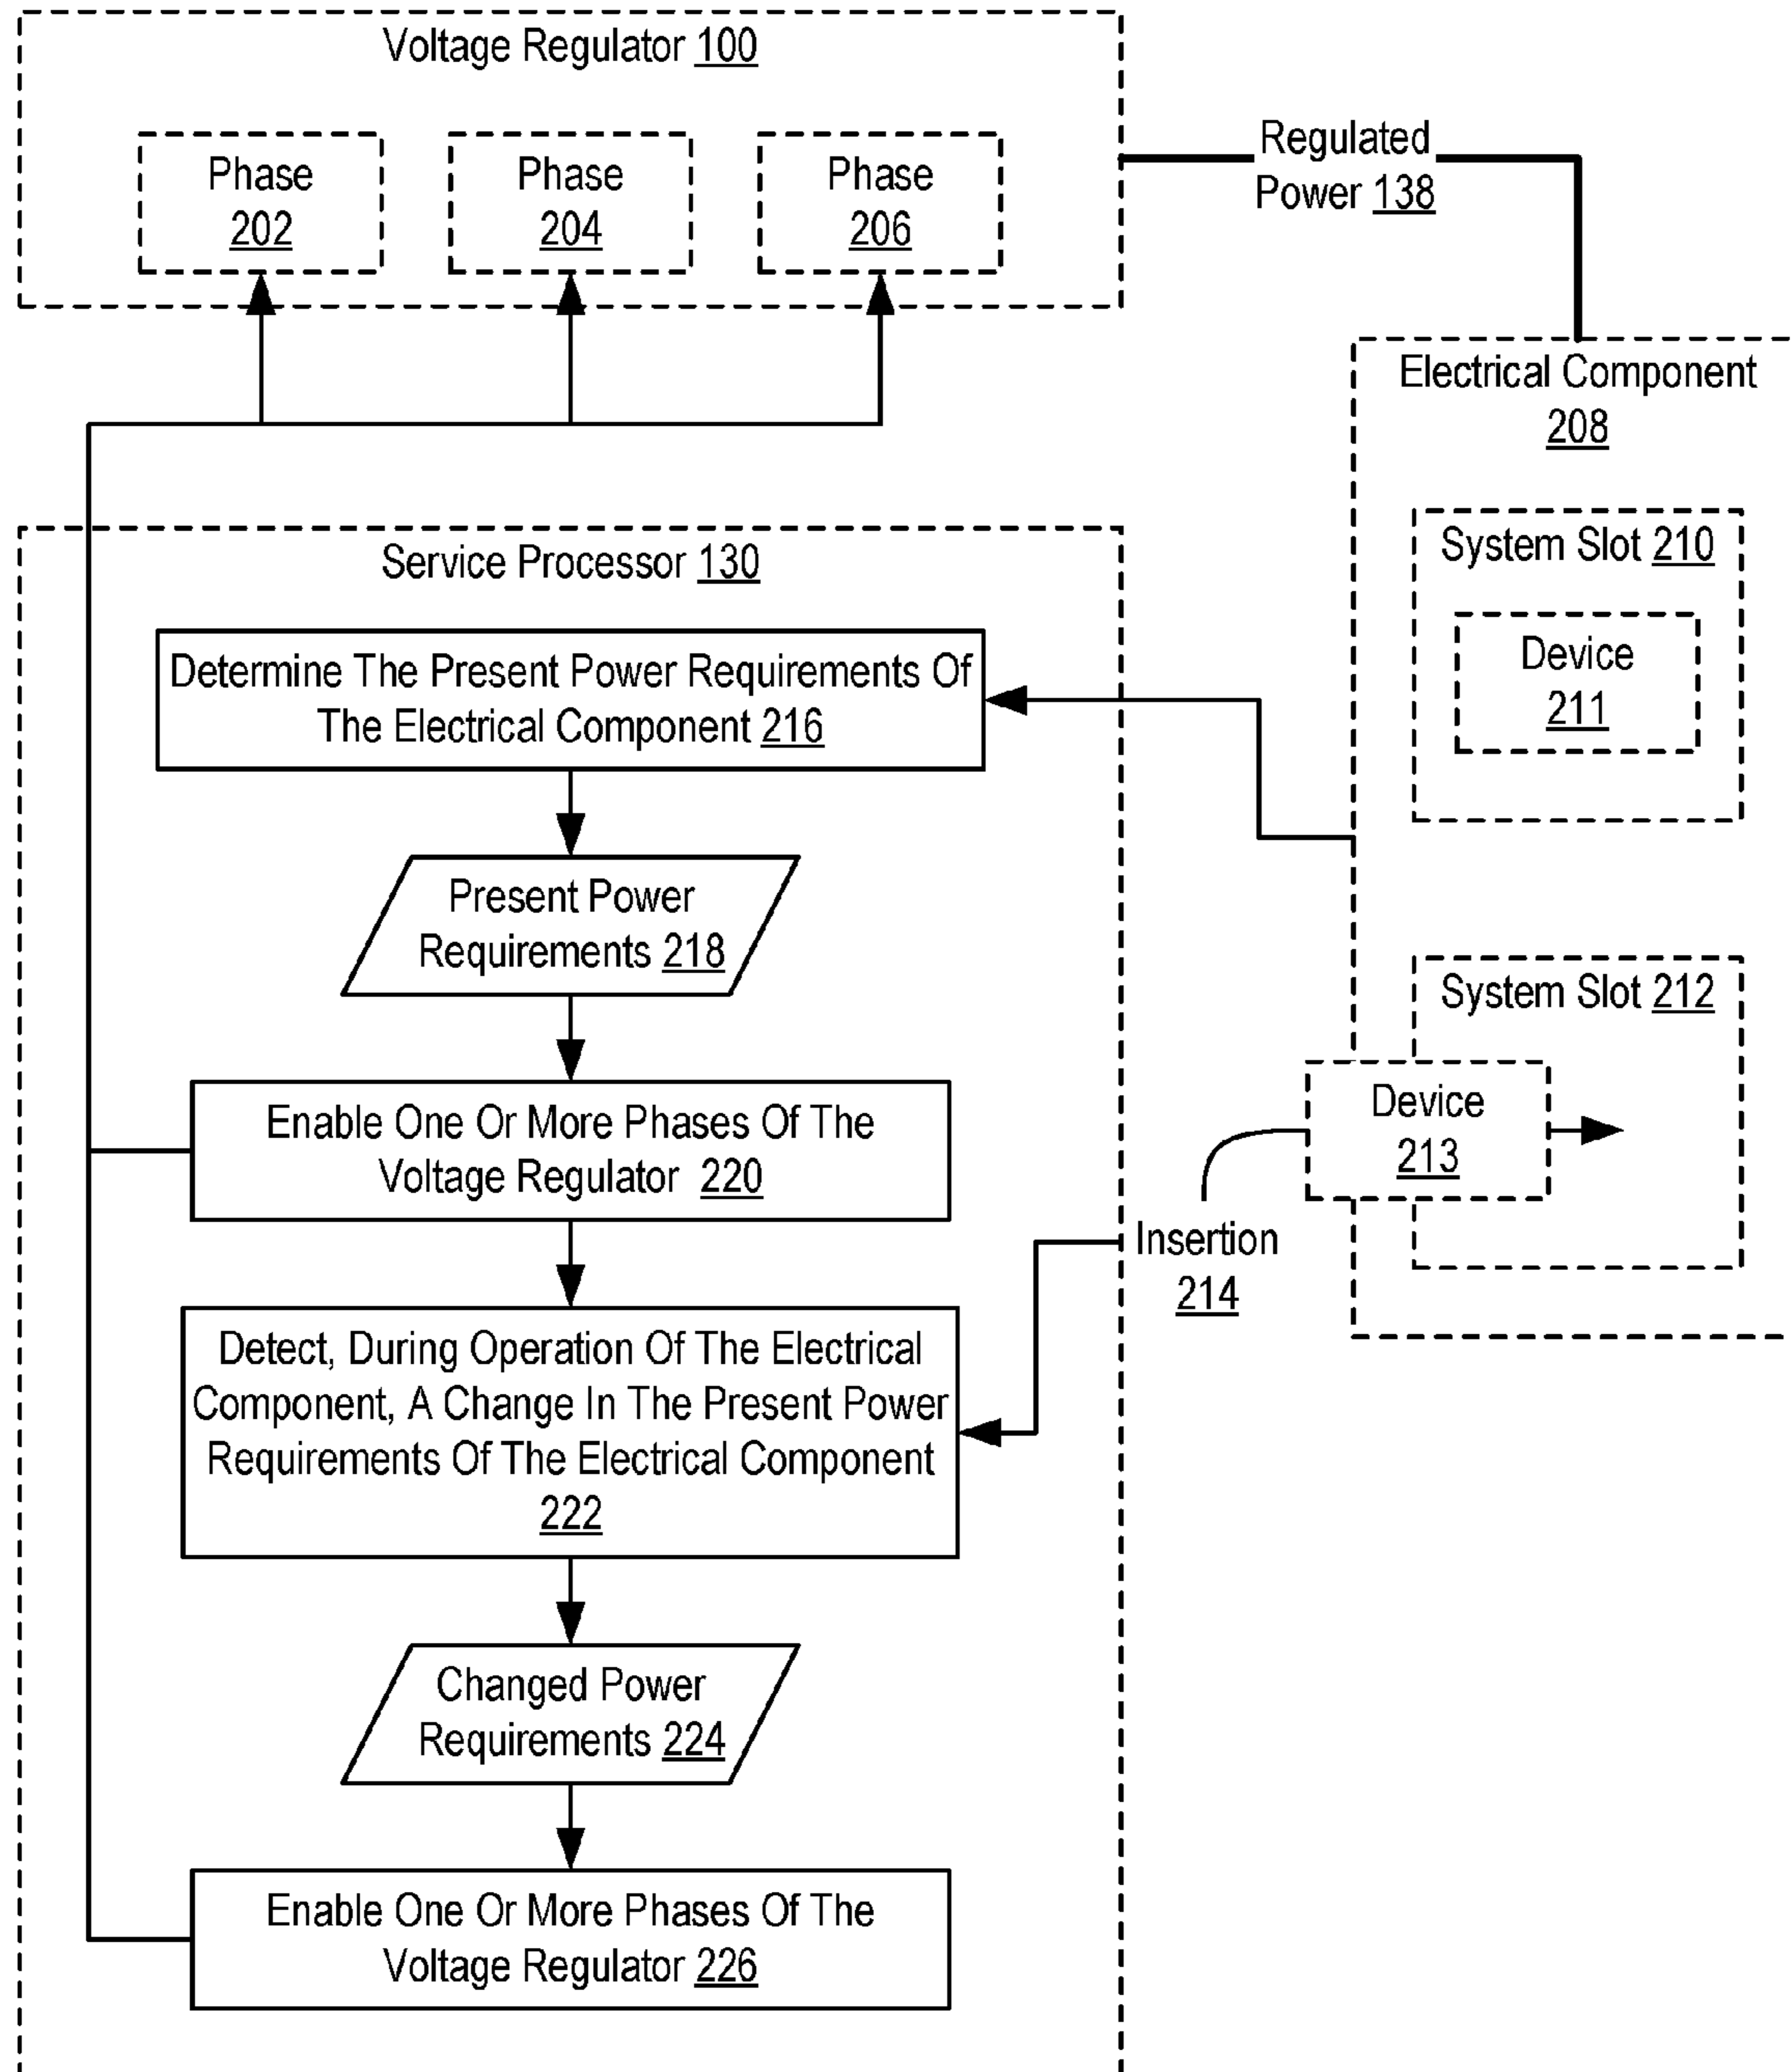 Voltage Regulator 100
Phase
202
Phase
204
Phase
206
Regulated
Power 138
Electrical Component
208
System Slot 210
Device
211
System Slot 212
Device
213
Insertion
214
Service Processor 130
Determine The Present Power Requirements Of
The Electrical Component 216
Present Power
Requirements 218
Enable One Or More Phases Of The
Voltage Regulator 220
Detect, During Operation Of The Electrical
Component, A Change In The Present Power
Requirements Of The Electrical Component
222
Changed Power
Requirements 224
Enable One Or More Phases Of The
Voltage Regulator 226